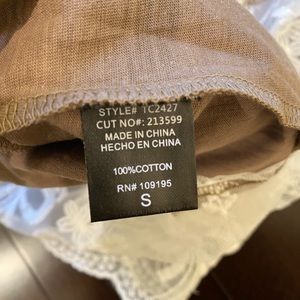 STYLE# TC2427
CUT NO#: 213599
MADE IN CHINA
HECHO EN CHINA
100%COTTON
RN# 109195
S